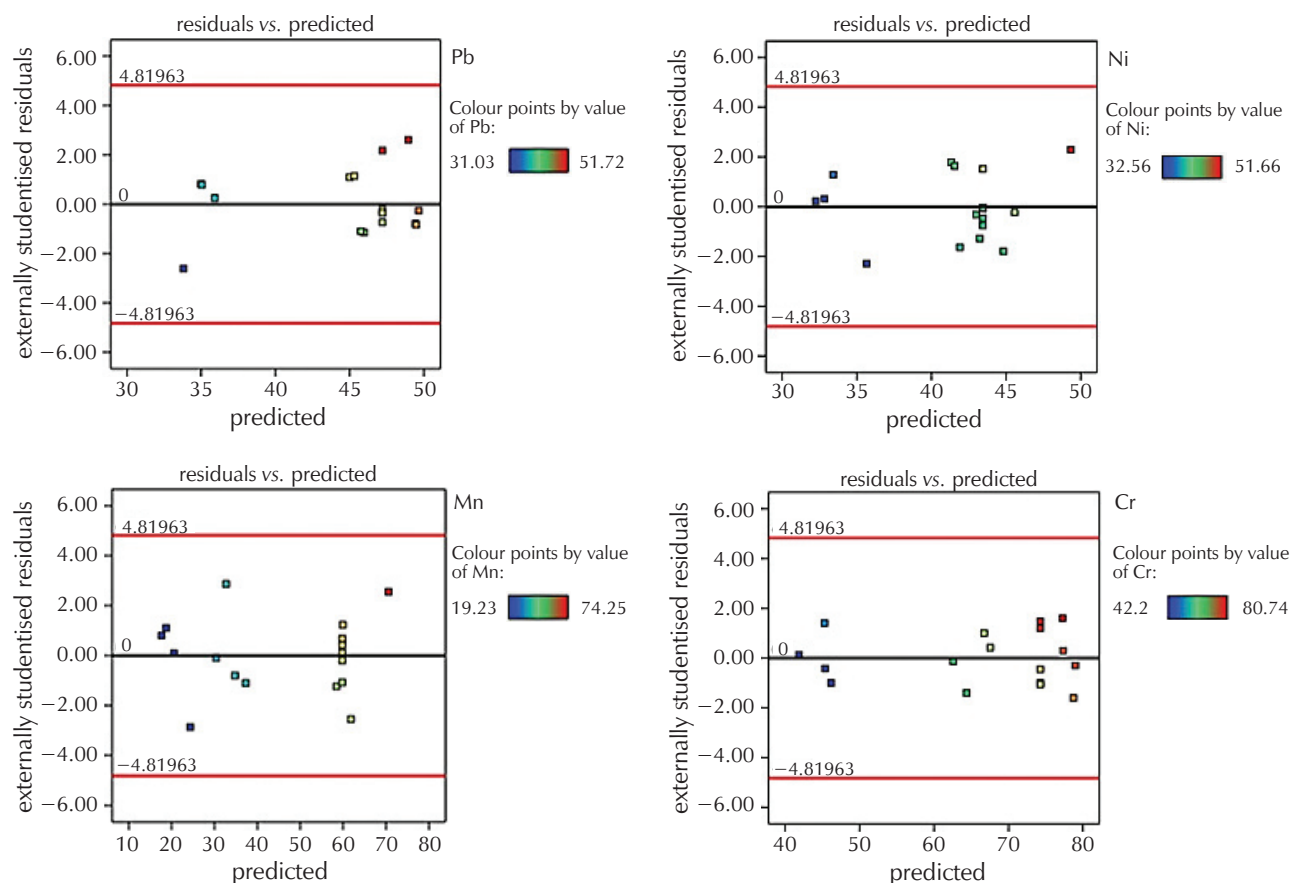 residuals vs. predicted
Pb
externally studentised residuals
6.00
4.81963
4.00
2.00
0
0.00
−2.00
−4.00
−4.81963
−6.00
30 35 40 45 50
predicted
Colour points by value
of Pb:
31.03 51.72
residuals vs. predicted
Ni
externally studentised residuals
6.00
4.81963
4.00
2.00
0
0.00
−2.00
−4.00
−4.81963
−6.00
30 35 40 45 50
predicted
Colour points by value
of Ni:
32.56 51.66
residuals vs. predicted
Mn
externally studentised residuals
6.00
4.81963
4.00
2.00
0
0.00
−2.00
−4.00
−4.81963
−6.00
10 20 30 40 50 60 70 80
predicted
Colour points by value
of Mn:
19.23 74.25
residuals vs. predicted
Cr
externally studentised residuals
6.00
4.81963
4.00
2.00
0
0.00
−2.00
−4.00
−4.81963
−6.00
40 50 60 70 80
predicted
Colour points by value
of Cr:
42.2 80.74